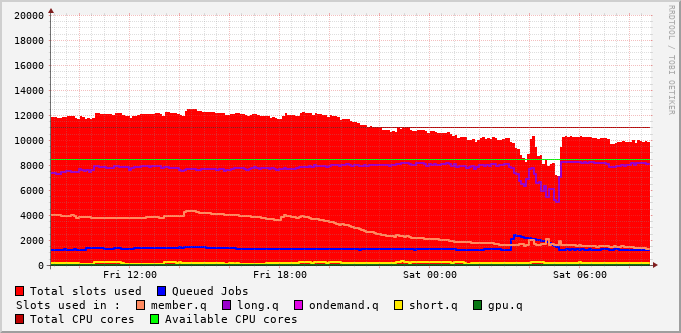 RRDTOOL / TOBI OETIKER
20000
18000
16000
14000
12000
10000
8000
6000
4000
2000
0
Fri 12:00 Fri 18:00 Sat 00:00 Sat 06:00
Total slots used Queued Jobs
Slots used in : member.q long.q ondemand.q short.q gpu.q
Total CPU cores Available CPU cores